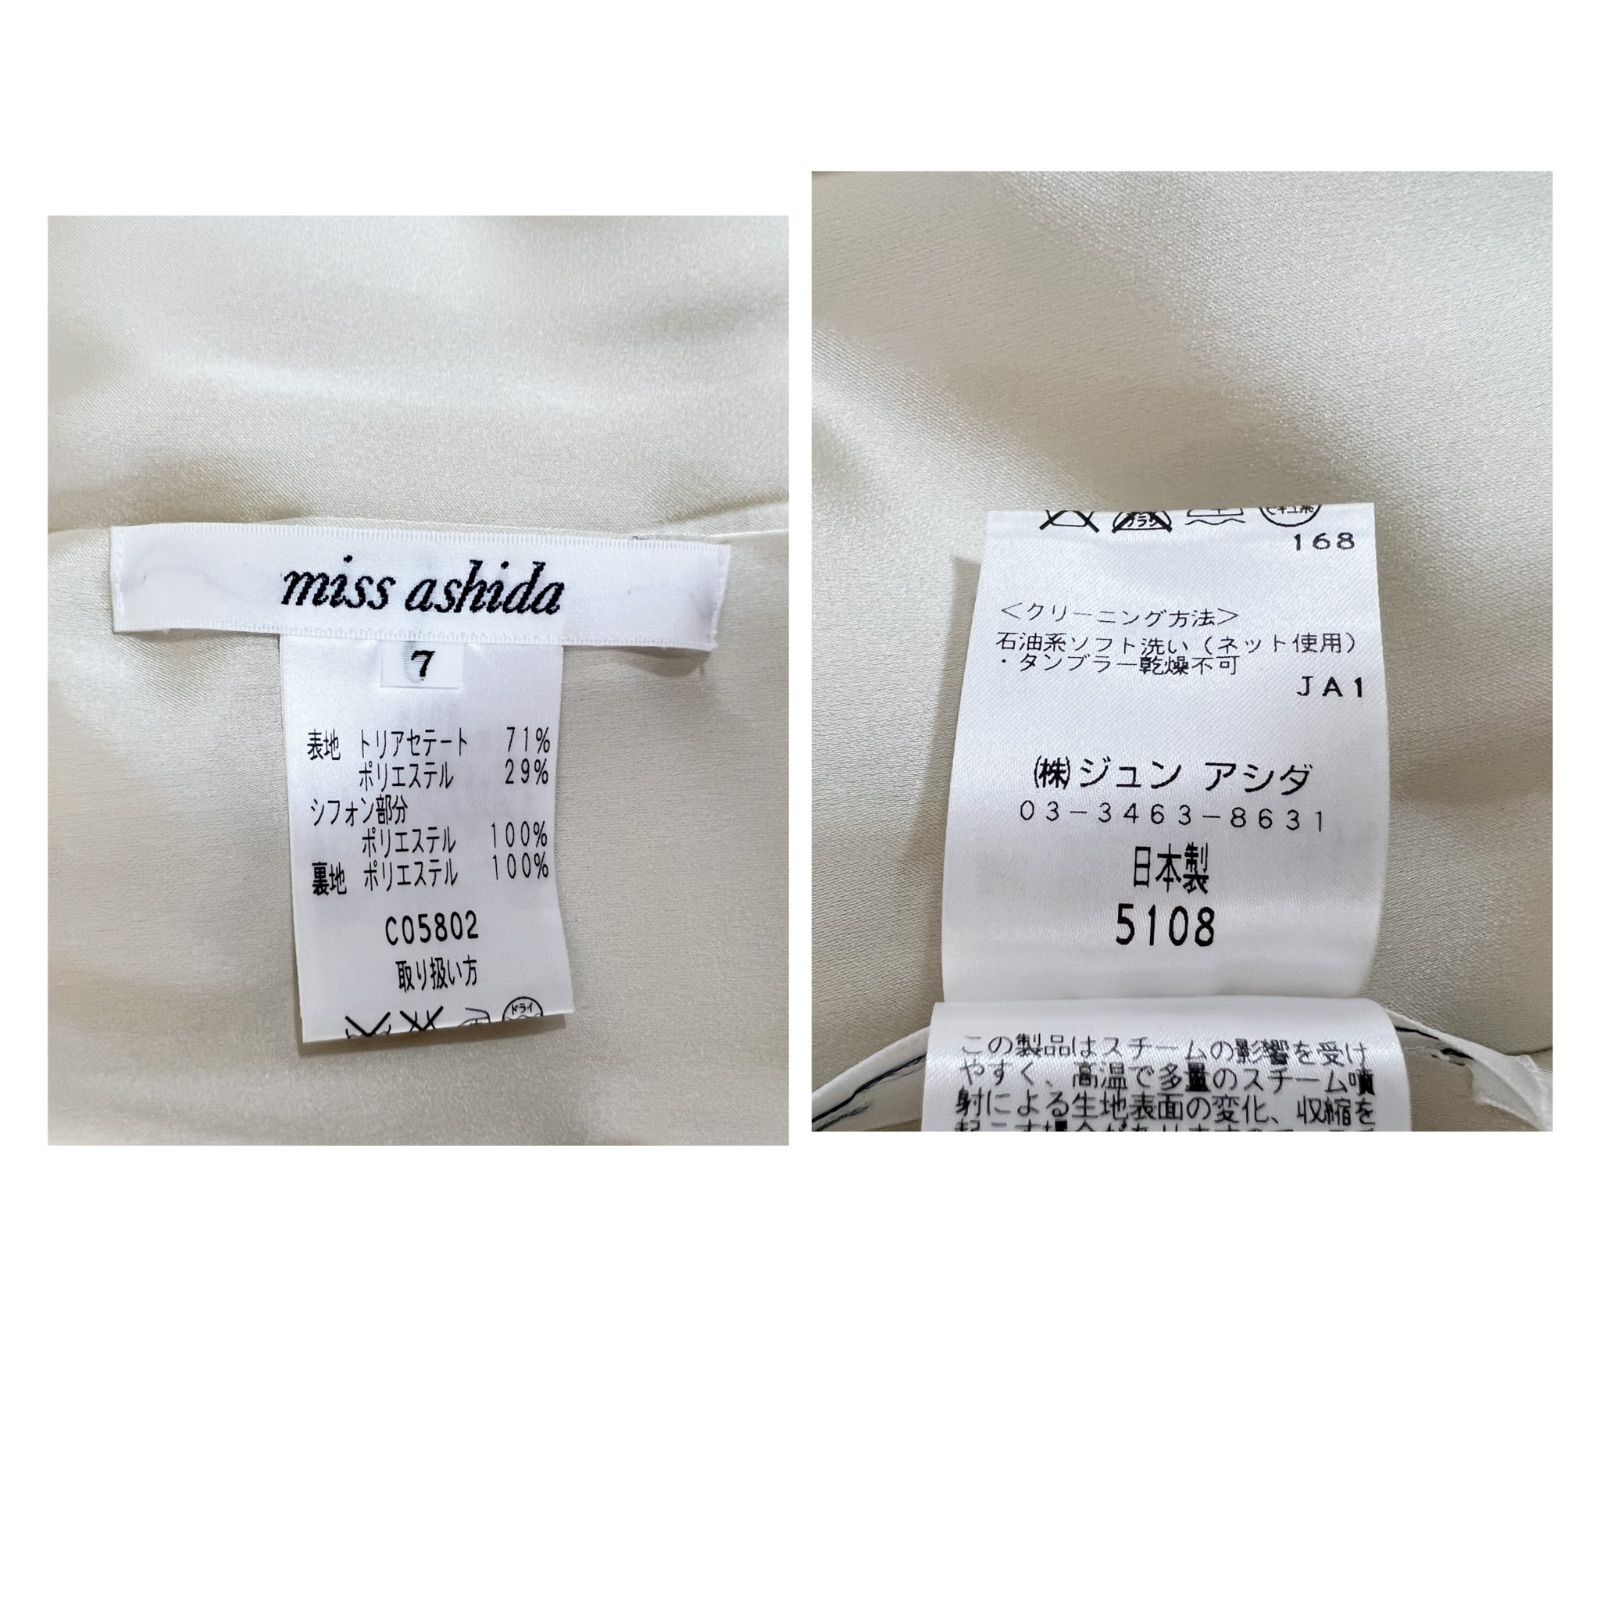 miss ashida
7
表地 トリアセテート 71%
ポリエステル 29%
シフォン部分
ポリエステル 100%
裏地 ポリエステル 100%
C05802
取り扱い方
ドライ
168
<クリーニング方法>
石油系ソフト洗い（ネット使用）
・タンブラー乾燥不可
JA1
㈱ジュン アシダ
03-3463-8631
日本製
5108
この製品はスチームの影響を受け
やすく、高温で多量のスチーム噴
射による生地表面の変化、収縮を